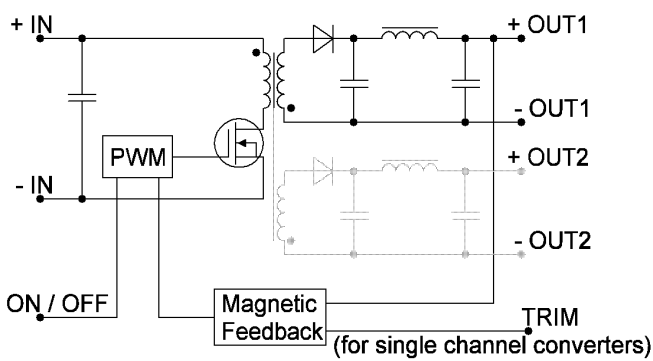 + IN
+ OUT1
- OUT1
PWM
+ OUT2
- IN
- OUT2
ON / OFF
Magnetic
Feedback
TRIM
(for single channel converters)